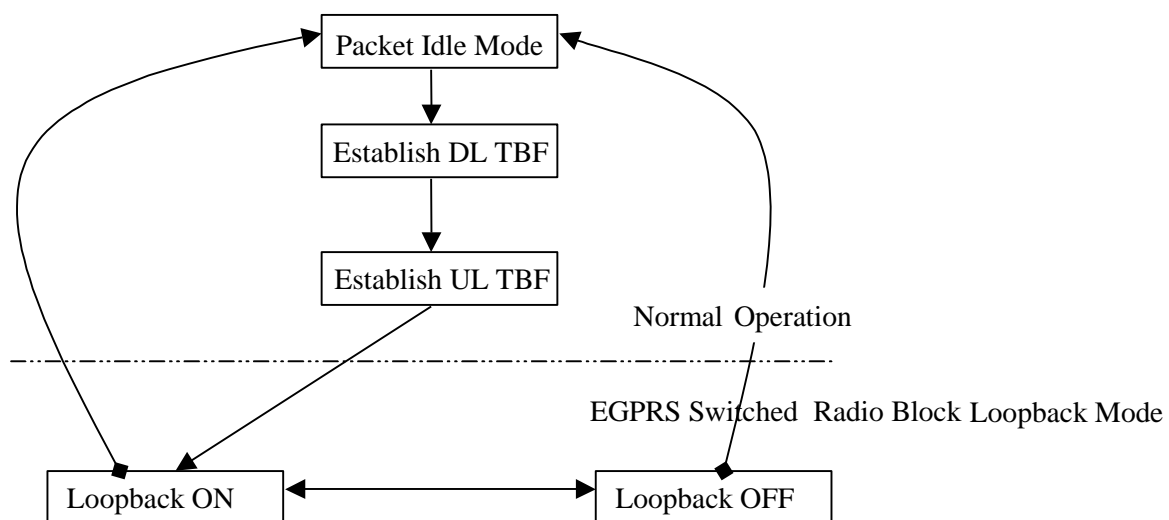 Packet Idle Mode
Establish DL TBF
Establish UL TBF
Normal Operation
EGPRS Switched Radio Block Loopback Mode
Loopback ON
Loopback OFF